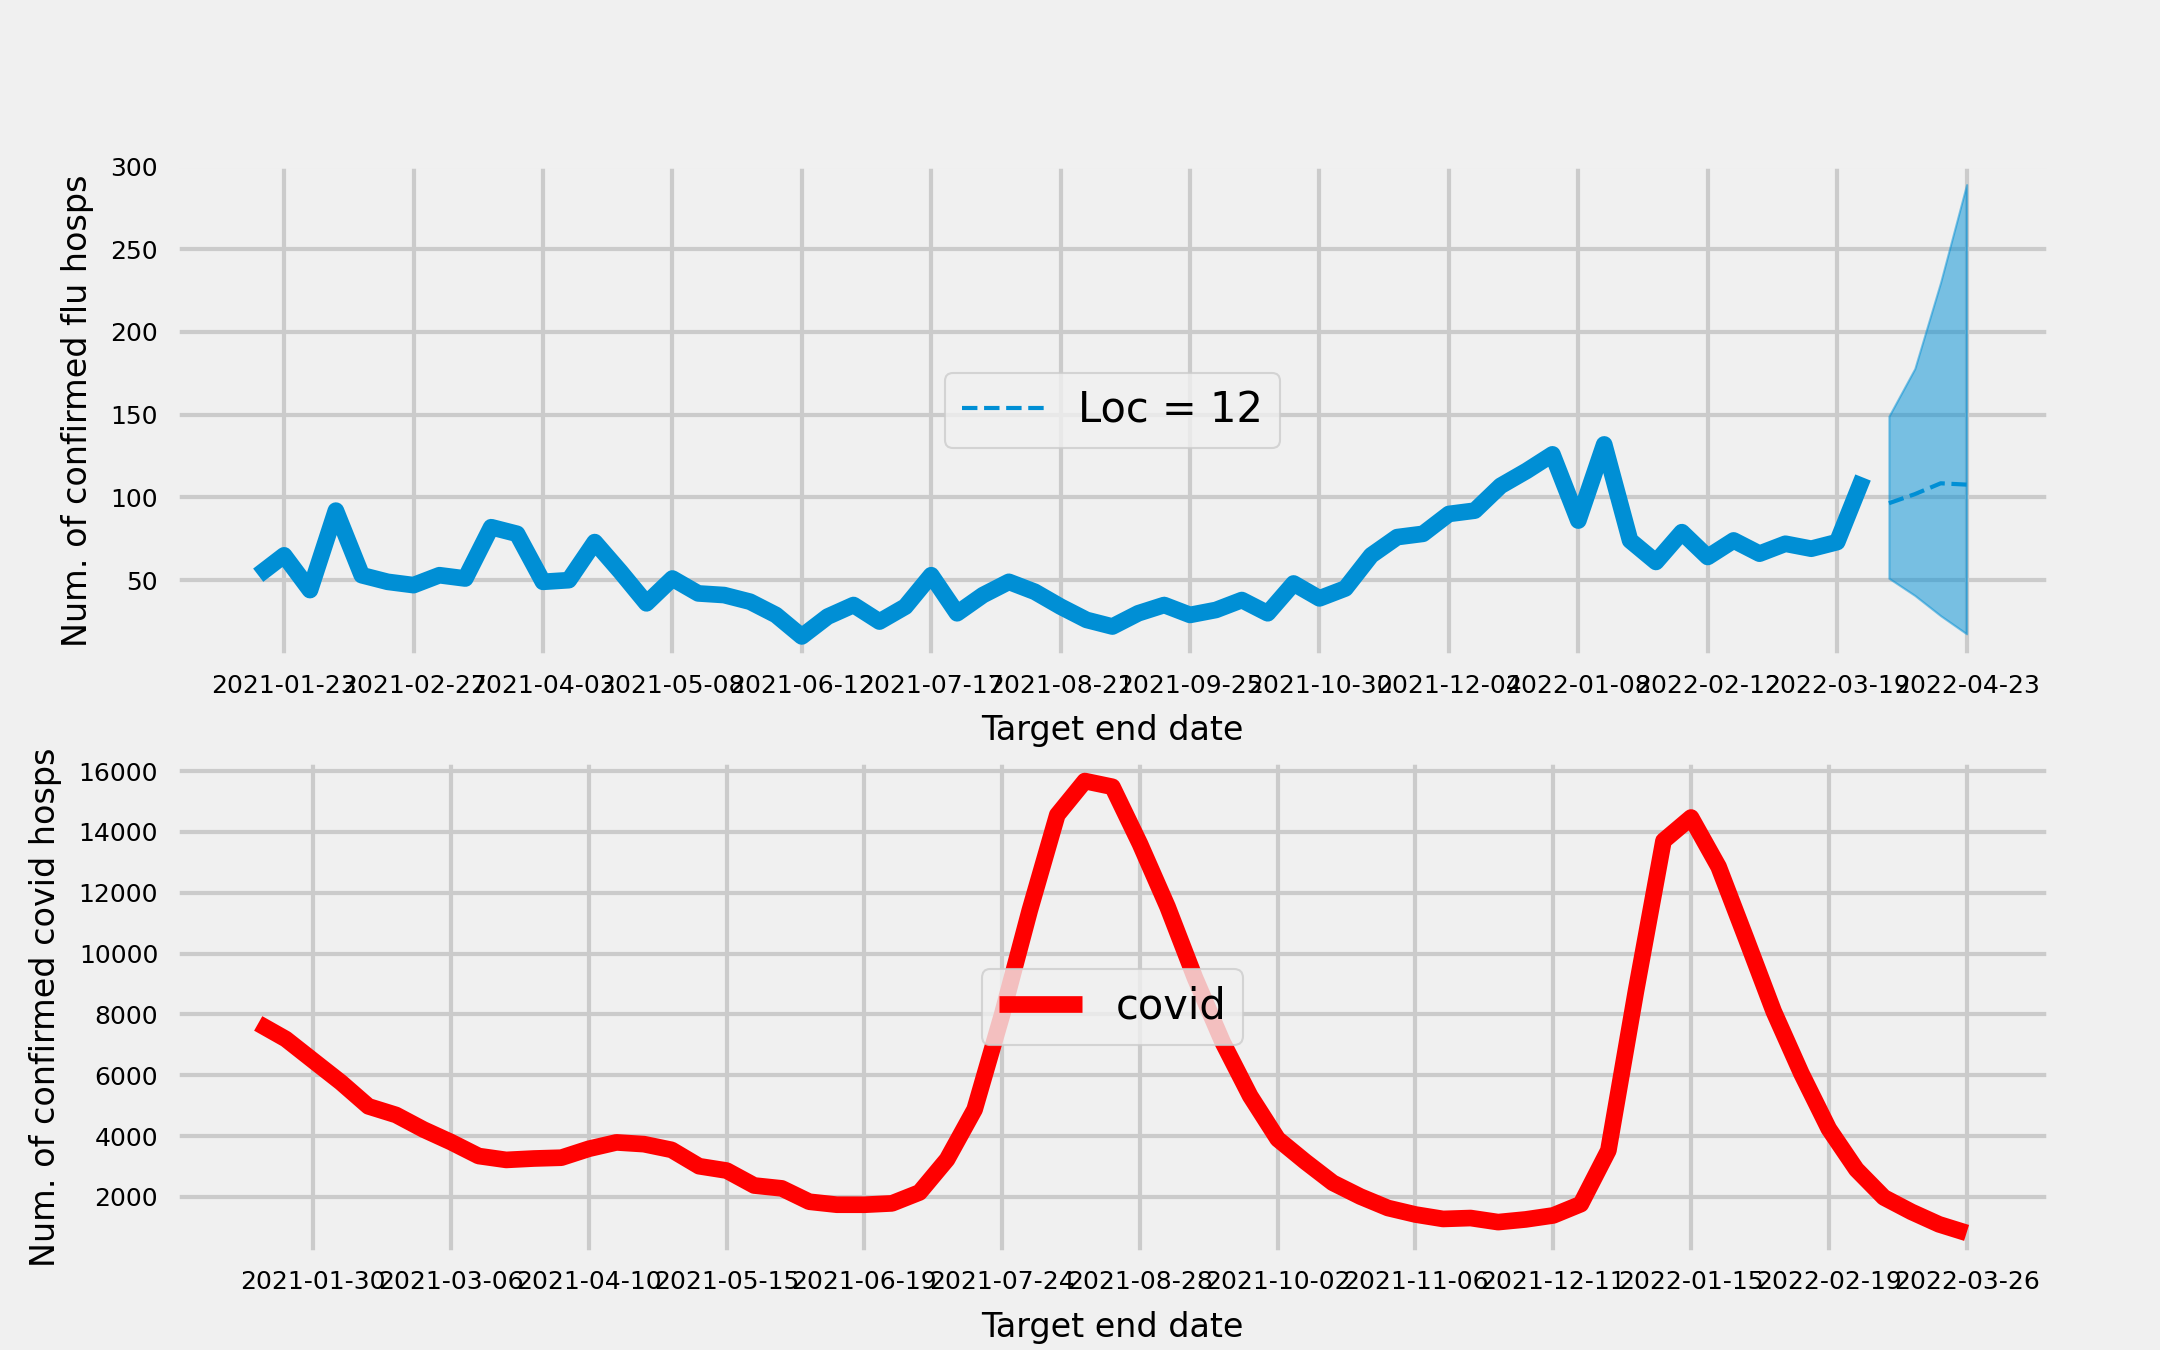 300
250
200
150
100
50
Num. of confirmed flu hosps
Loc = 12
2021-01-23 2021-02-27 2021-04-03 2021-05-08 2021-06-12 2021-07-17 2021-08-21 2021-09-25 2021-10-30 2021-12-04 2022-01-08 2022-02-12 2022-03-19 2022-04-23
Target end date
16000
14000
12000
10000
8000
6000
4000
2000
Num. of confirmed covid hosps
covid
2021-01-30 2021-03-06 2021-04-10 2021-05-15 2021-06-19 2021-07-24 2021-08-28 2021-10-02 2021-11-06 2021-12-11 2022-01-15 2022-02-19 2022-03-26
Target end date